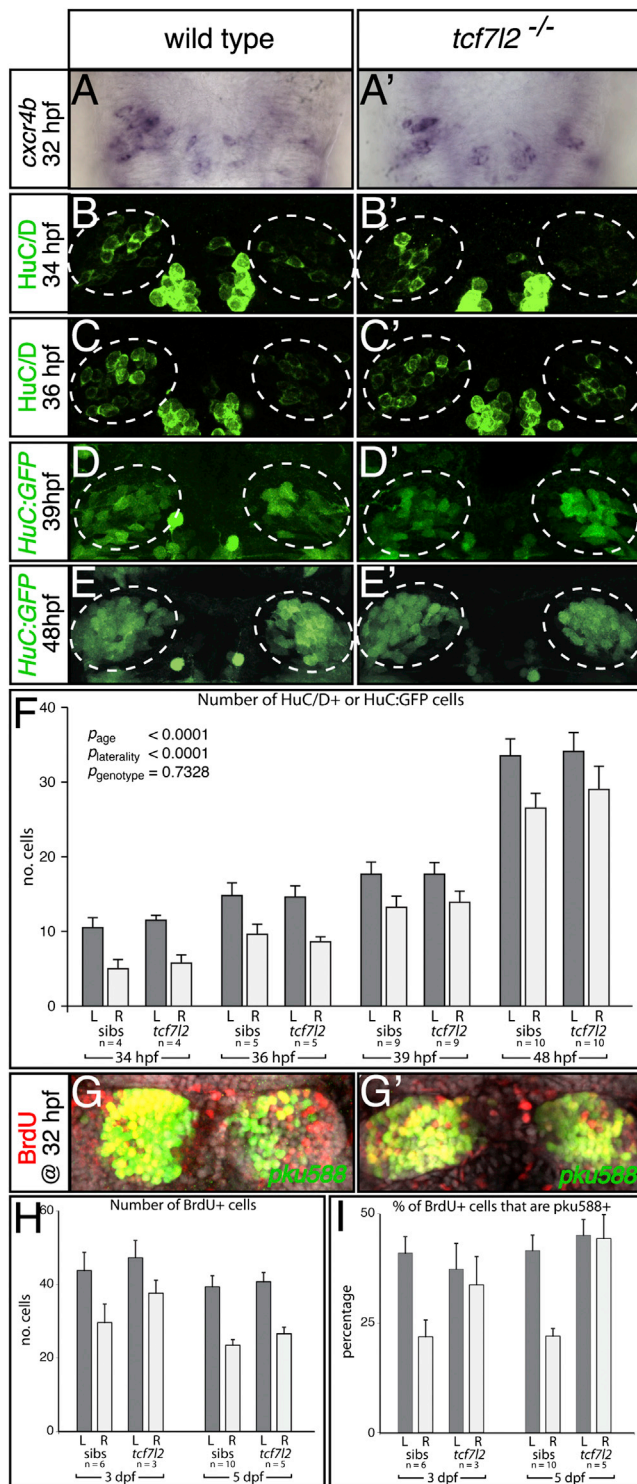 wild type
tcf7l2 -/-
cxcr4b
32 hpf
A
A'
HuC/D
34 hpf
B
B'
HuC/D
36 hpf
C
C'
HuC:GFP
39hpf
D
D'
HuC:GFP
48hpf
E
E'
F
Number of HuC/D+ or HuC:GFP cells
no. cells
40
30
20
10
0
page < 0.0001
platerality < 0.0001
pgenotype = 0.7328
L R L R L R L R L R L R L R L R
sibs tcf7l2 sibs tcf7l2 sibs tcf7l2 sibs tcf7l2
n = 4 n = 4 n = 5 n = 5 n = 9 n = 9 n = 10 n = 10
34 hpf 36 hpf 39 hpf 48 hpf
BrdU
@ 32 hpf
G
pku588
G'
pku588
H
Number of BrdU+ cells
no. cells
60
40
20
0
L R L R L R L R
sibs tcf7l2 sibs tcf7l2
n = 6 n = 3 n = 10 n = 5
3 dpf 5 dpf
I
% of BrdU+ cells that are pku588+
percentage
50
25
0
L R L R L R L R
sibs tcf7l2 sibs tcf7l2
n = 6 n = 3 n = 10 n = 5
3 dpf 5 dpf